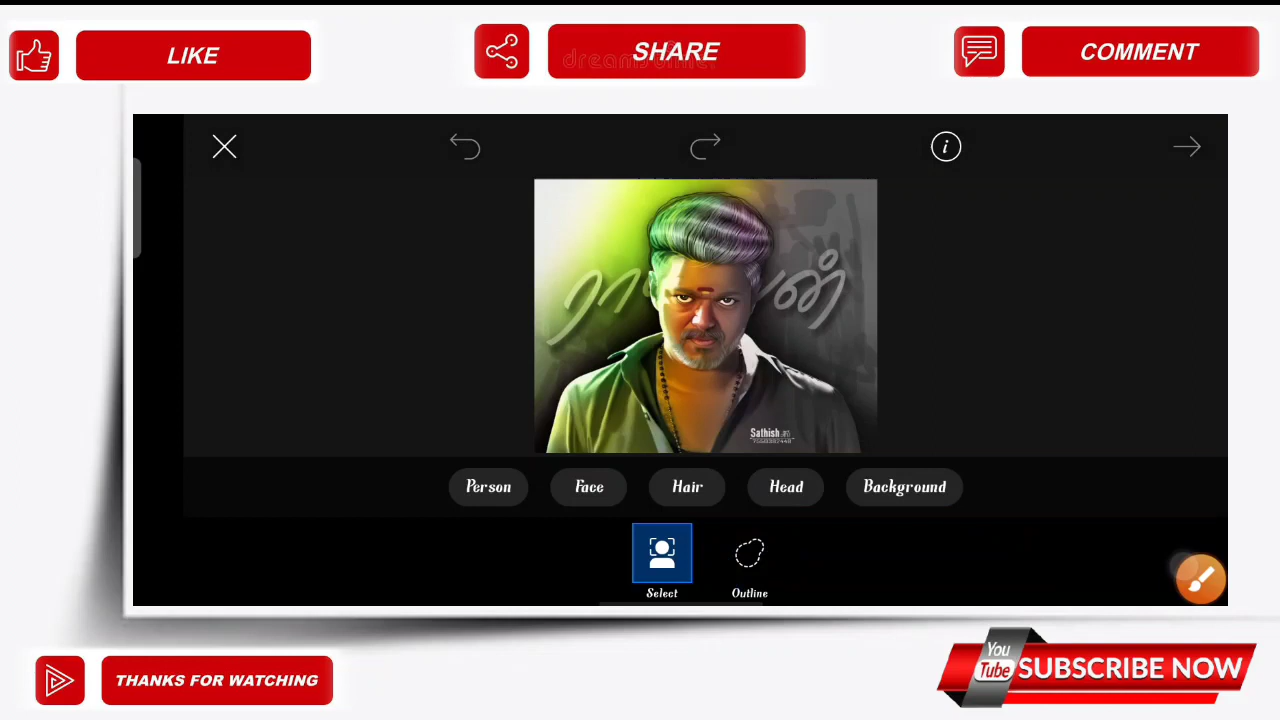 LIKE
SHARE
COMMENT
Sathish
Person Face Hair Head Background
Select Outline
THANKS FOR WATCHING
You
Tube
SUBSCRIBE NOW